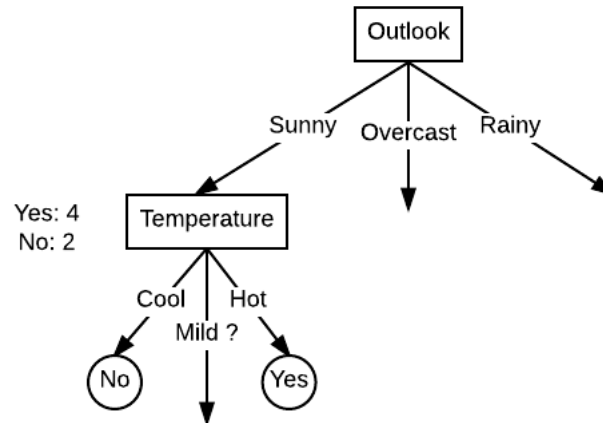 Outlook
Sunny
Overcast
Rainy
Yes: 4
No: 2
Temperature
Cool
Mild ?
Hot
No
Yes